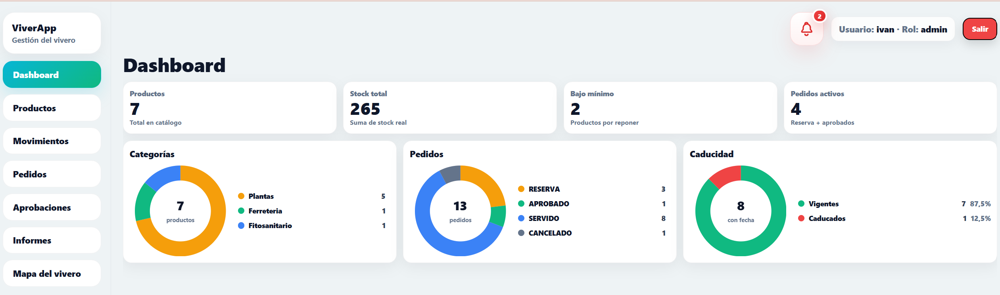 ViverApp
Gestión del vivero
Dashboard
Productos
Movimientos
Pedidos
Aprobaciones
Informes
Mapa del vivero
2
Usuario: ivan · Rol: admin
Salir
Dashboard
Productos
7
Total en catálogo
Stock total
265
Suma de stock real
Bajo mínimo
2
Productos por reponer
Pedidos activos
4
Reserva + aprobados
Categorías
7
productos
Plantas 5
Ferreteria 1
Fitosanitario 1
Pedidos
13
pedidos
RESERVA 3
APROBADO 1
SERVIDO 8
CANCELADO 1
Caducidad
8
con fecha
Vigentes 7 87,5%
Caducados 1 12,5%